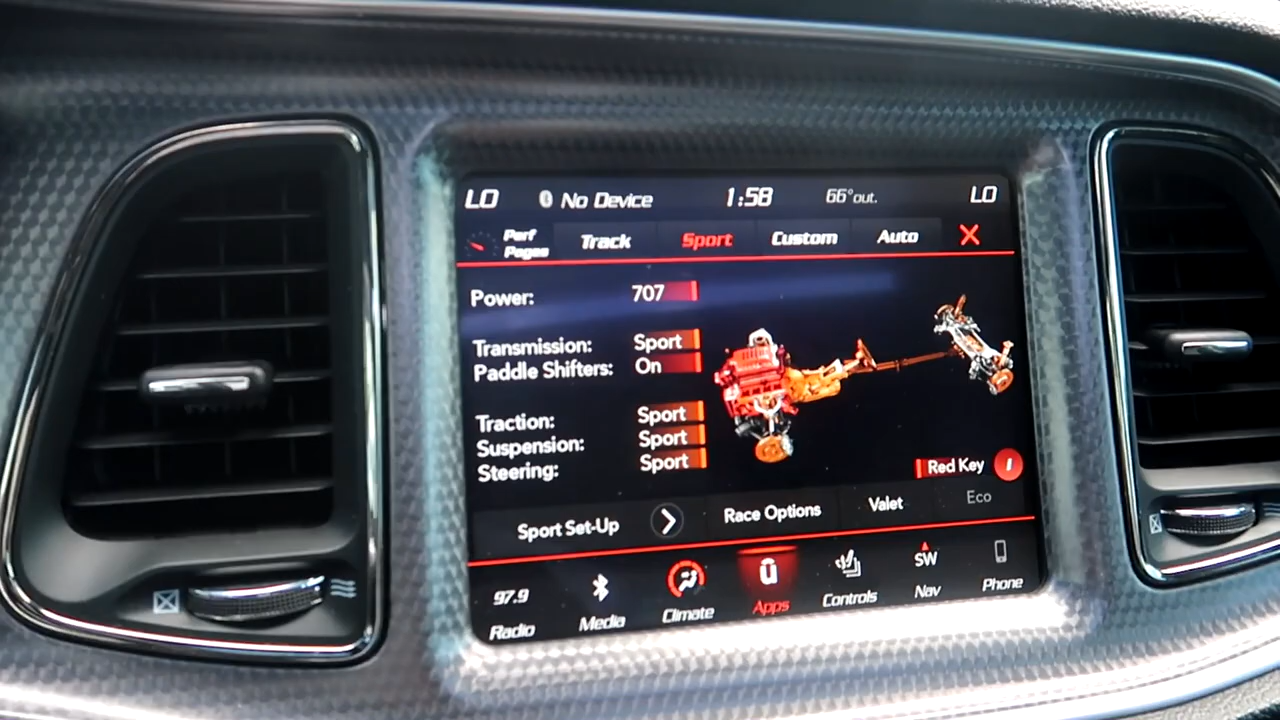 LO No Device 1:58 66°out. LO
Perf Pages Track Sport Custom Auto X
Power: 707
Transmission: Sport
Paddle Shifters: On
Traction: Sport
Suspension: Sport
Steering: Sport
Red Key
Sport Set-Up Race Options Valet Eco
97.9 SW
Radio Media Climate Apps Controls Nav Phone